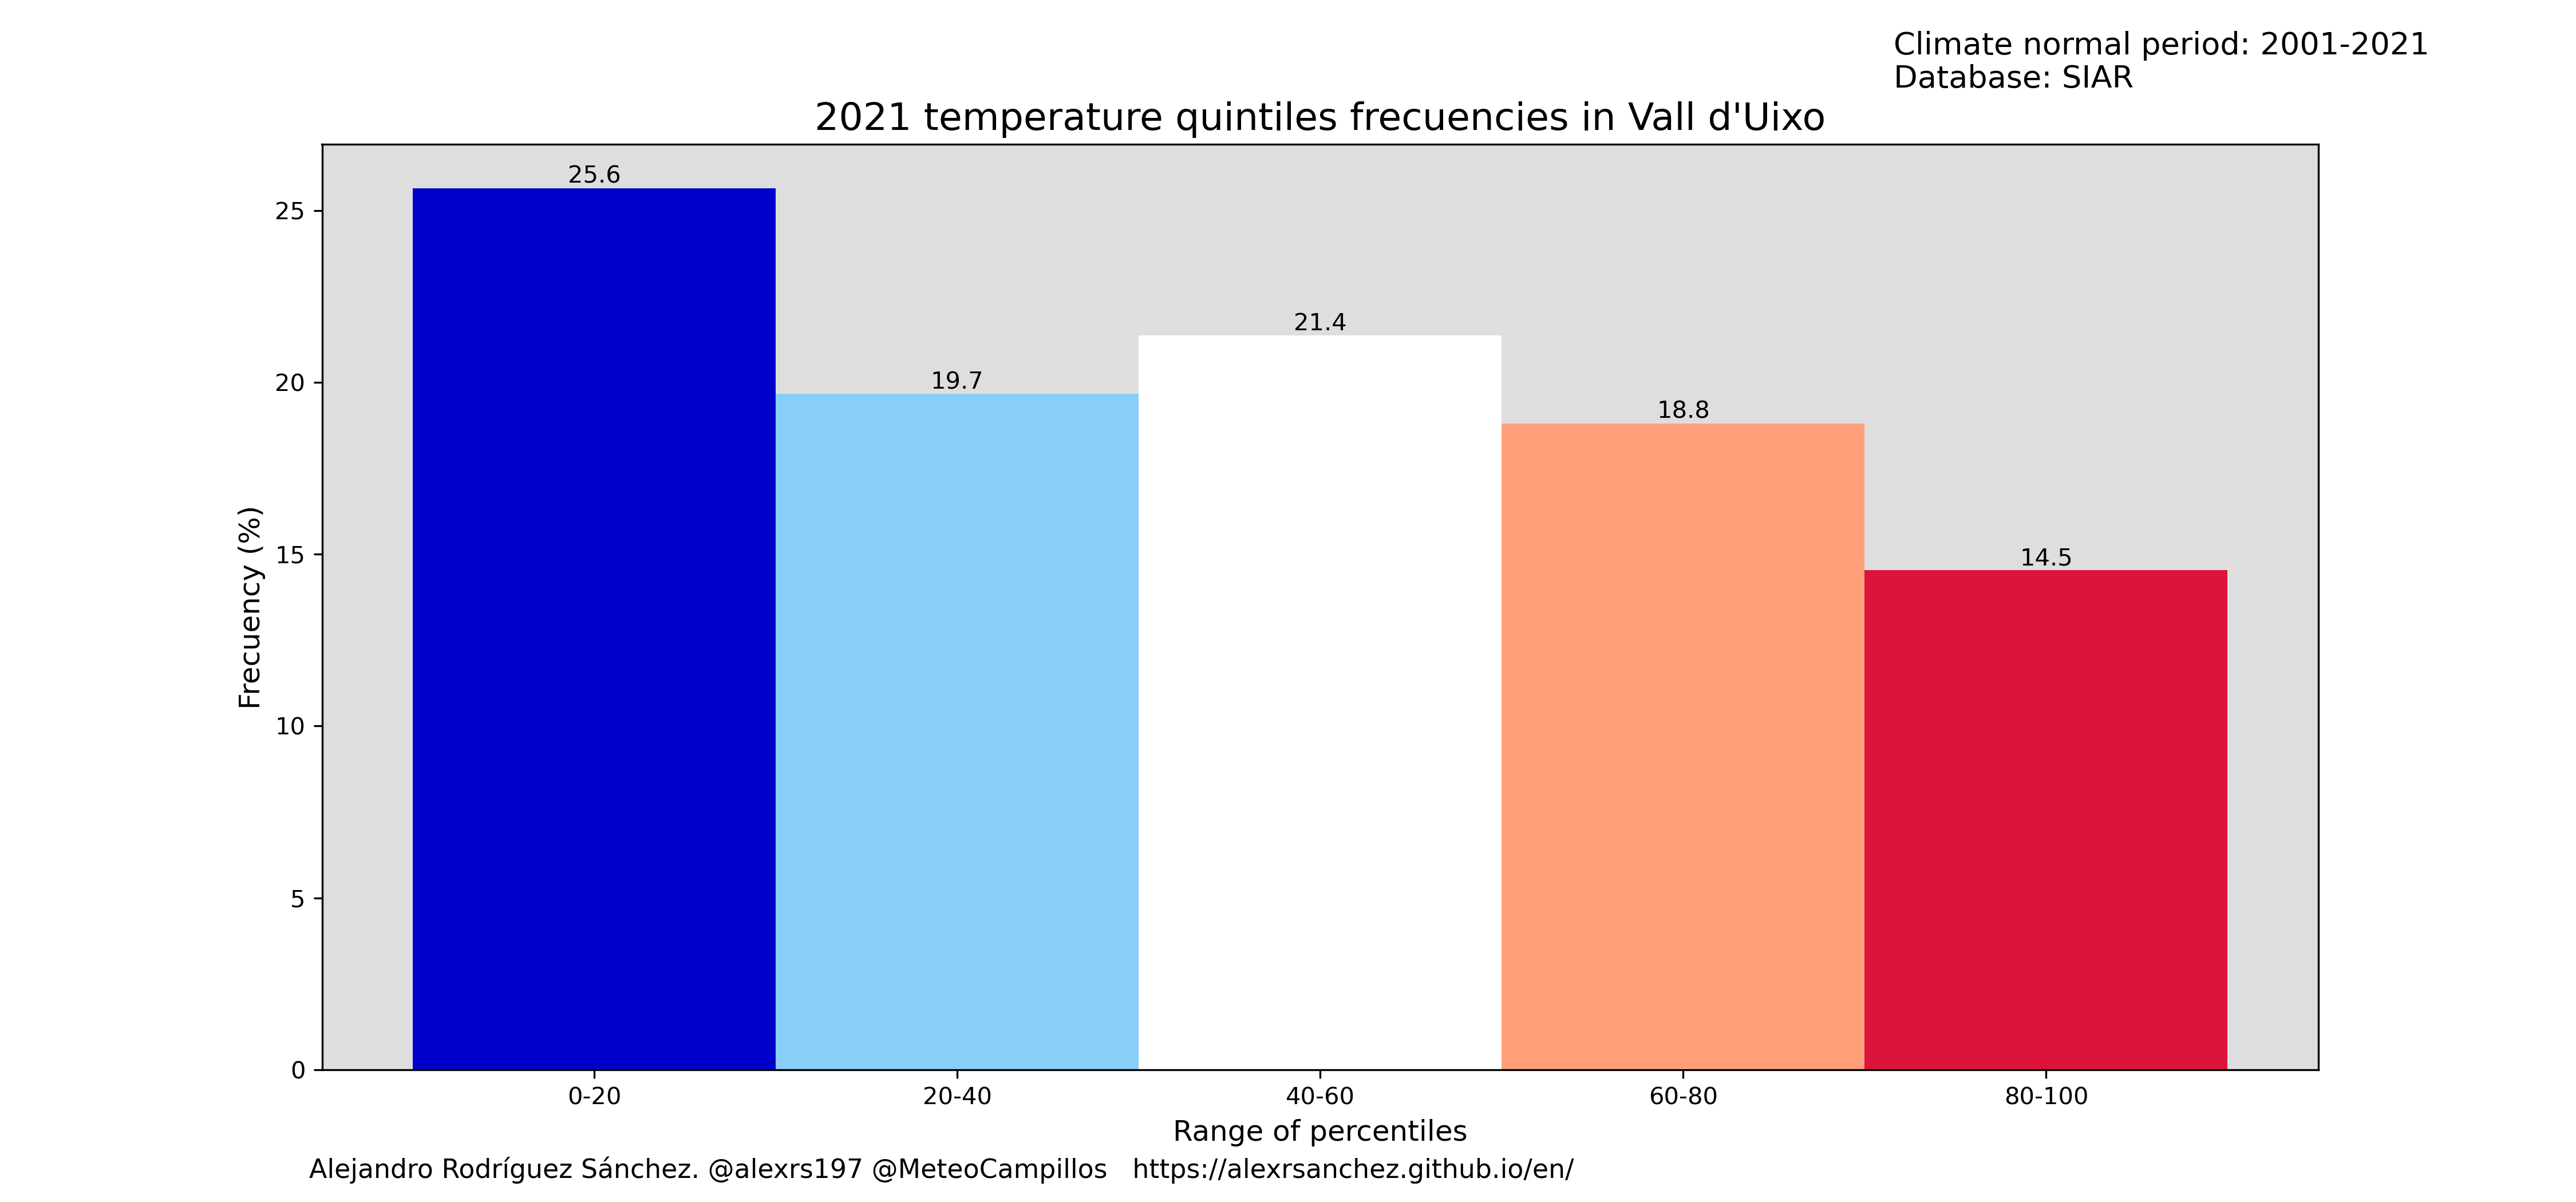 Climate normal period: 2001-2021
Database: SIAR
2021 temperature quintiles frecuencies in Vall d'Uixo
25.6
19.7
21.4
18.8
14.5
Frecuency (%)
25
20
15
10
5
0
0-20 20-40 40-60 60-80 80-100
Range of percentiles
Alejandro Rodríguez Sánchez. @alexrs197 @MeteoCampillos https://alexrsanchez.github.io/en/